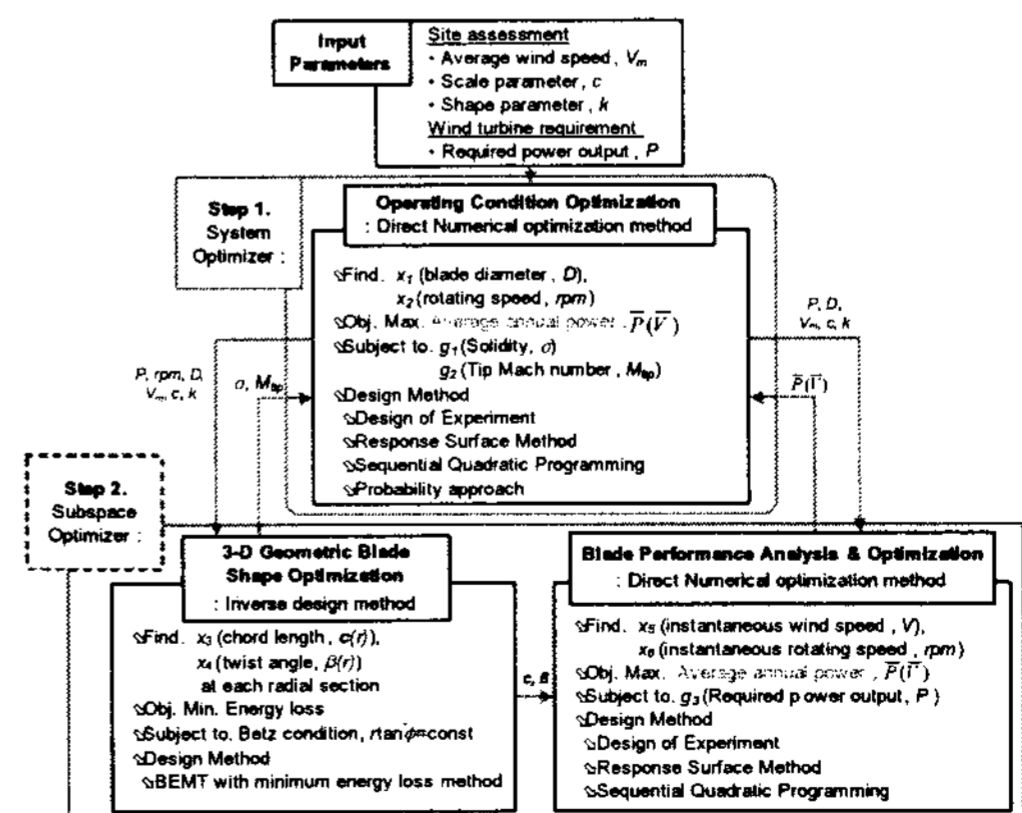 Input
Parameters
Site assessment
• Average wind speed , Vm
• Scale parameter , c
• Shape parameter , k
Wind turbine requirement
• Required power output , P
Step 1.
System
Optimizer :
Operating Condition Optimization
: Direct Numerical optimization method
Find. x1 (blade diameter , D),
x2 (rotating speed , rpm)
Obj. Max. Average annual power , P̅(V̅)
Subject to. g1 (Solidity, σ)
g2 (Tip Mach number , Mtip)
Design Method
Design of Experiment
Response Surface Method
Sequential Quadratic Programming
Probability approach
P, rpm, D,
Vm, c, k
σ, Mtip
P, D,
Vm, c, k
P̅(V̅)
Step 2.
Subspace
Optimizer :
3-D Geometric Blade
Shape Optimization
: Inverse design method
Find. x3 (chord length , c(r)),
x4 (twist angle, β(r))
at each radial section
Obj. Min. Energy loss
Subject to. Betz condition, rtanϕ=const
Design Method
BEMT with minimum energy loss method
c, θ
Blade Performance Analysis & Optimization
: Direct Numerical optimization method
Find. x5 (instantaneous wind speed , V),
x6 (instantaneous rotating speed , rpm)
Obj. Max. Average annual power , P̅(V̅)
Subject to. g3 (Required power output, P )
Design Method
Design of Experiment
Response Surface Method
Sequential Quadratic Programming